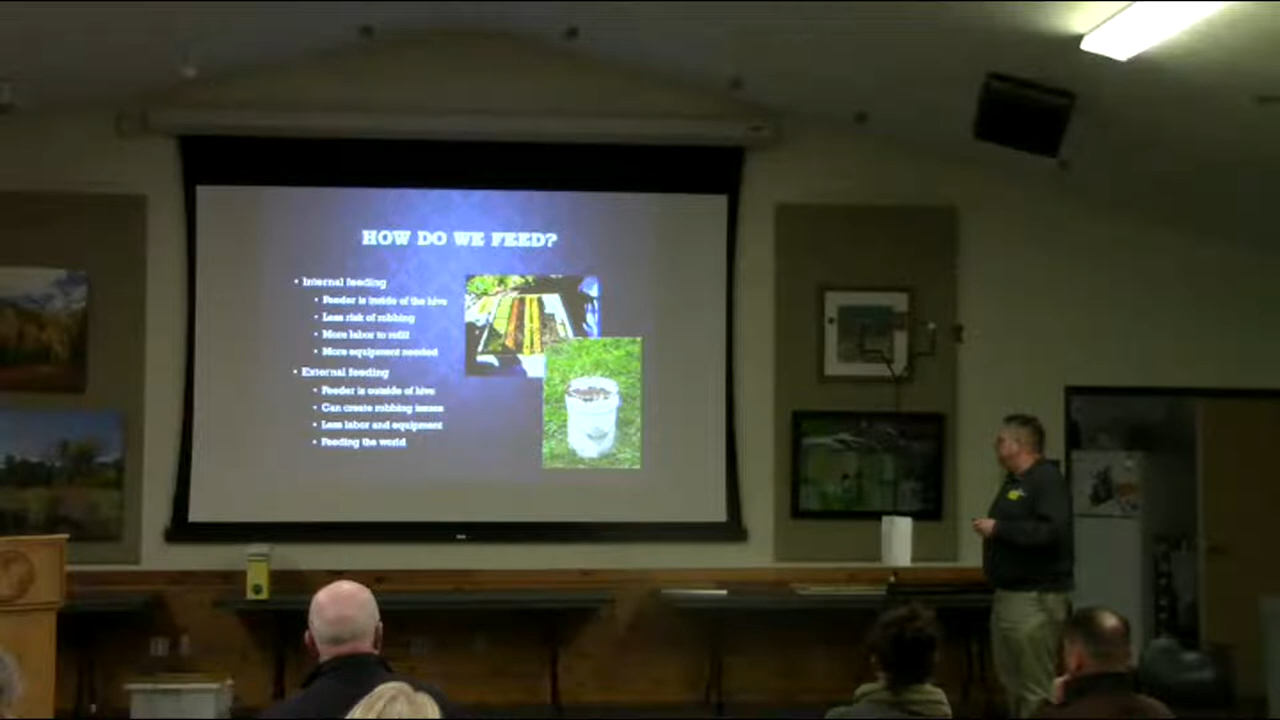 HOW DO WE FEED?
• Internal feeding
• Feeder is inside of the hive
• Less risk of robbing
• More labor to refill
• More equipment needed
• External feeding
• Feeder is outside of hive
• Can create robbing issues
• Less labor and equipment
• Feeding the world